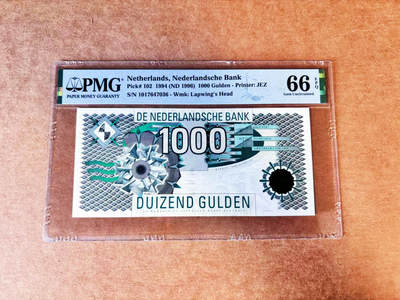 PMG
PAPER MONEY GUARANTY
Netherlands, Nederlandsche Bank
Pick# 102 1994 (ND 1996) 1000 Gulden - Printer: JEZ
S/N 1017647036 - Wmk: Lapwing's Head
66 EPQ
Gem Uncirculated
DE NEDERLANDSCHE BANK
1000
DUIZEND GULDEN